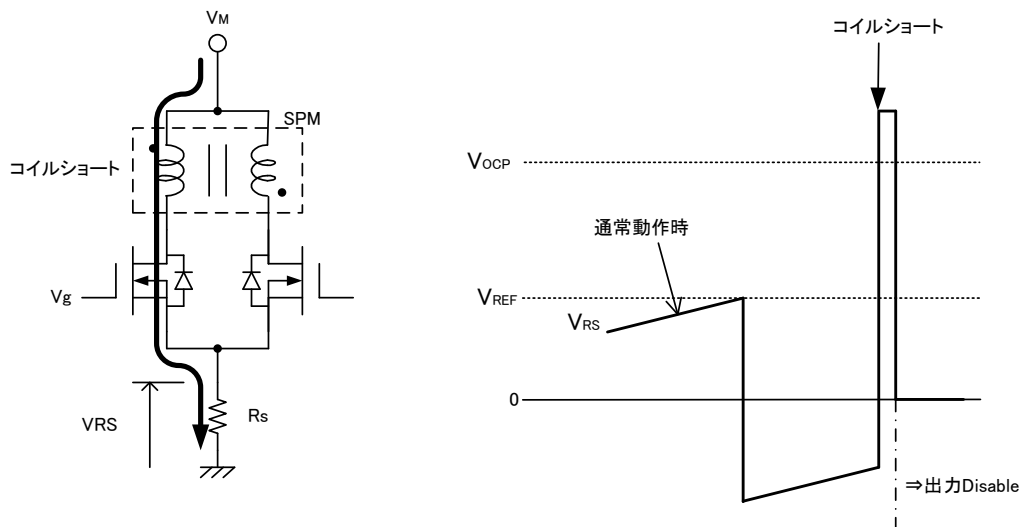 VM
SPM
コイルショート
Vg
VRS
Rs
コイルショート
VOCP
通常動作時
VREF
VRS
0
⇒出力Disable